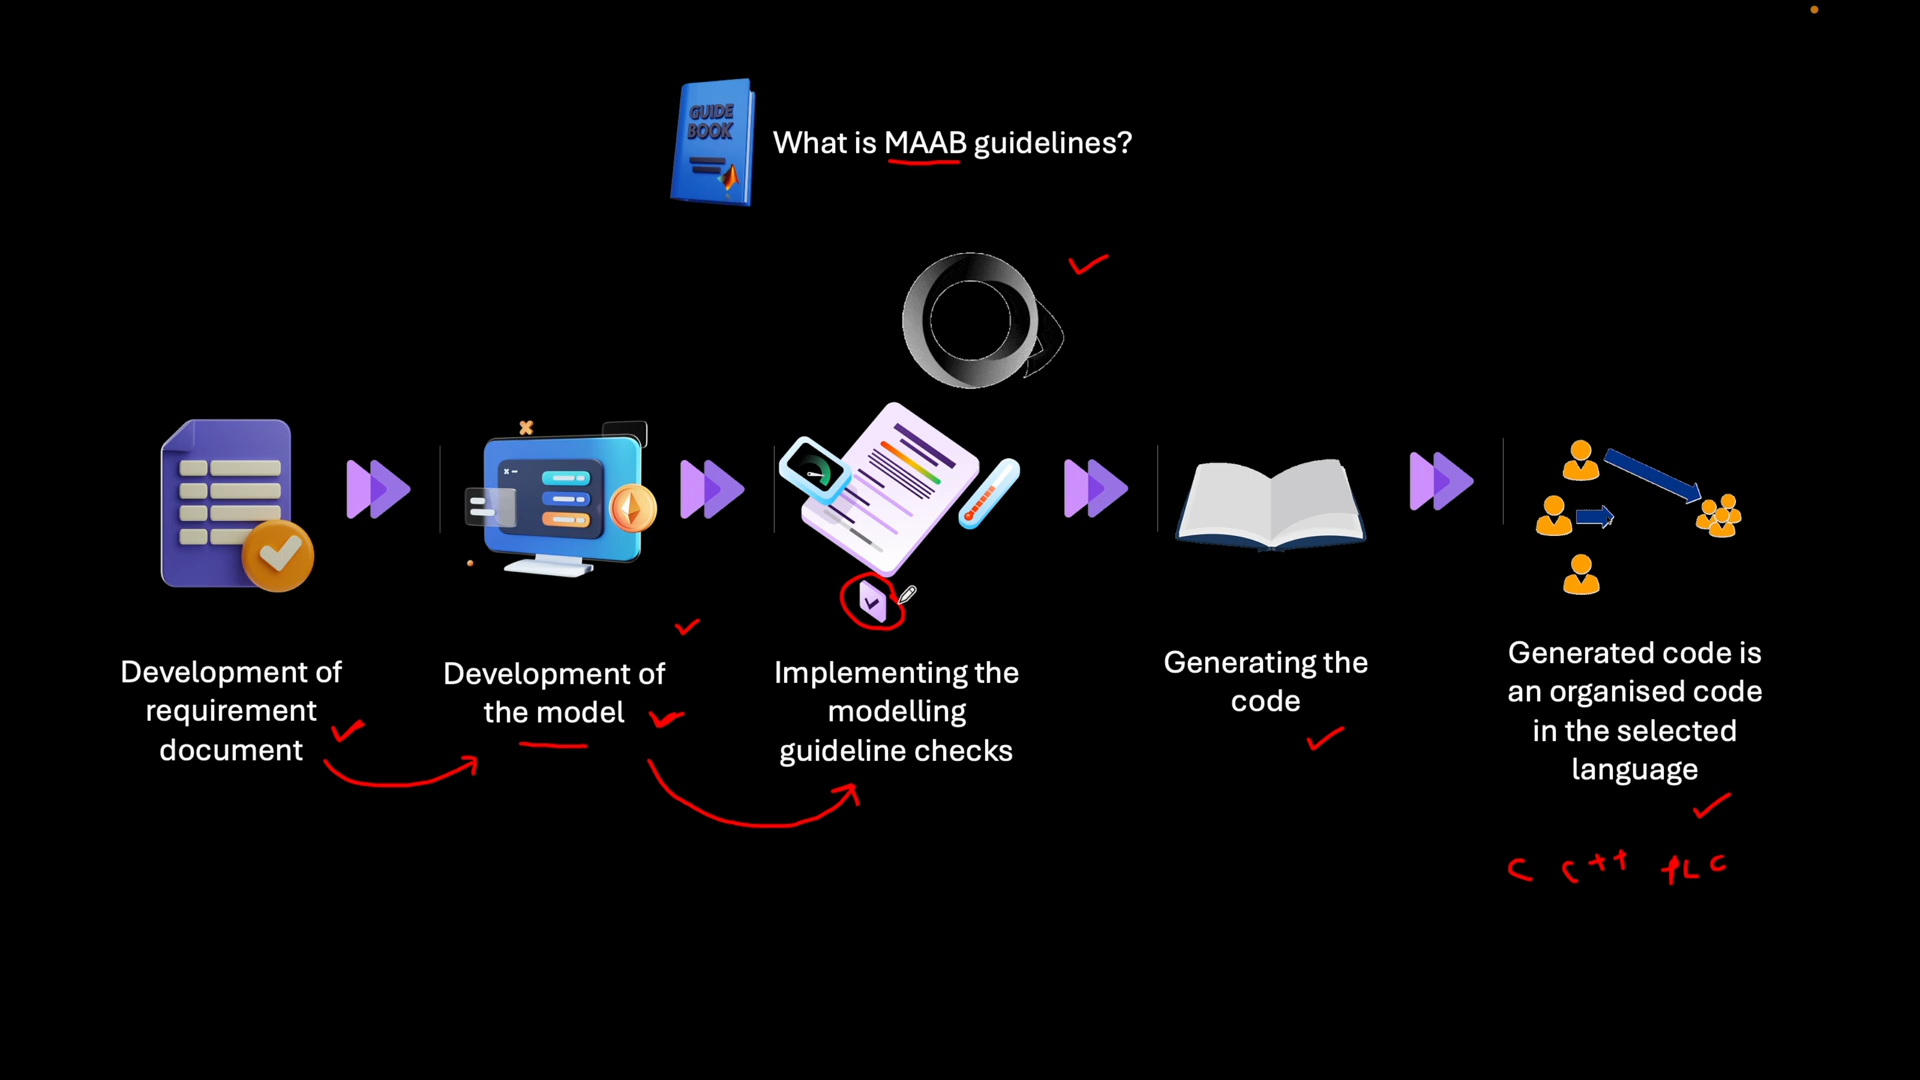 GUIDE
BOOK
What is MAAB guidelines?
Development of
requirement
document
Development of
the model
Implementing the
modelling
guideline checks
Generating the
code
Generated code is
an organised code
in the selected
language
C C++ PLC